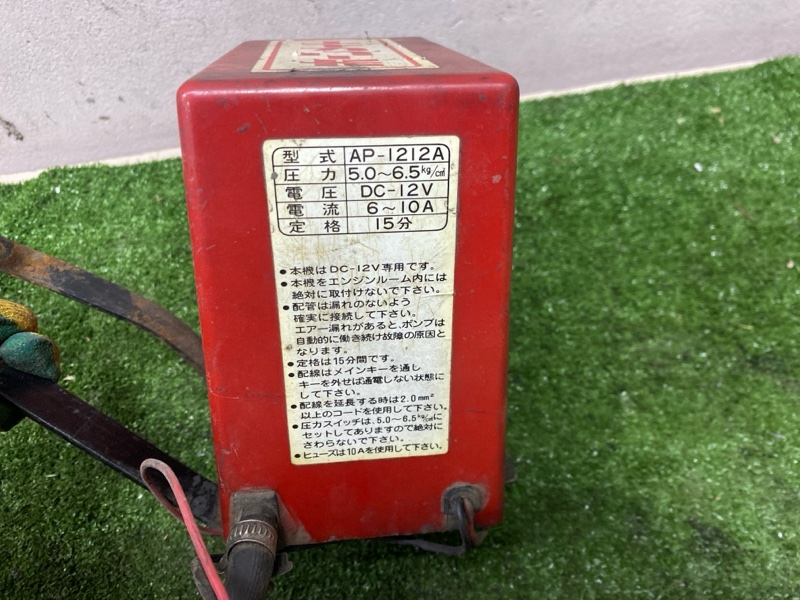 型式 AP-1212A
圧力 5.0〜6.5kg/cm²
電圧 DC-12V
電流 6〜10A
定格 15分
●本機はDC-12V専用です。
●本機をエンジンルーム内には
絶対に取付けないで下さい。
●配管は漏れのないよう
確実に接続して下さい。
エアー漏れがあると、ポンプは
自動的に働き続け故障の原因と
なります。
●定格は15分間です。
●配線はメインキーを通し
キーを外せば通電しない状態に
して下さい。
●配線を延長する時は2.0mm²
以上のコードを使用して下さい。
●圧力スイッチは、5.0〜6.5kg/cm²に
セットしてありますので絶対に
さわらないで下さい。
●ヒューズは10Aを使用して下さい。